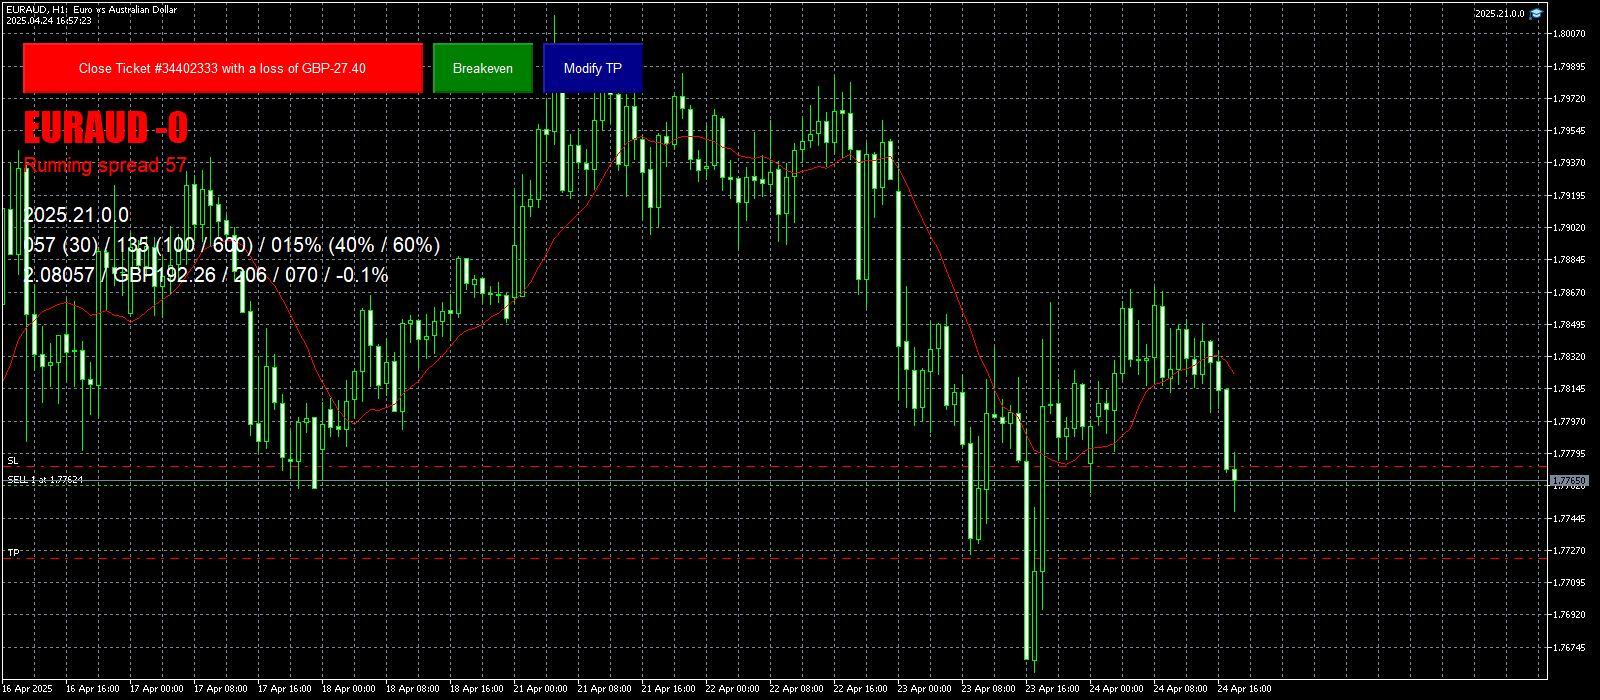 EURAUD, H1: Euro vs Australian Dollar
2025.04.24 16:57:23
2025.21.0.0
Close Ticket #34402333 with a loss of GBP-27.40
Breakeven
Modify TP
EURAUD -0
Running spread 57
2025.21.0.0
057 (30) / 135 (100 / 600) / 015% (40% / 60%)
2.08057 / GBP192.26 / 206 / 070 / -0.1%
SL
SELL 1 at 1.77624
TP
1.80070
1.79895
1.79720
1.79545
1.79370
1.79195
1.79020
1.78845
1.78670
1.78495
1.78320
1.78145
1.77970
1.77795
1.77650
1.77620
1.77445
1.77270
1.77095
1.76920
1.76745
16 Apr 2025
16 Apr 16:00
17 Apr 00:00
17 Apr 08:00
17 Apr 16:00
18 Apr 00:00
18 Apr 08:00
18 Apr 16:00
21 Apr 00:00
21 Apr 08:00
21 Apr 16:00
22 Apr 00:00
22 Apr 08:00
22 Apr 16:00
23 Apr 00:00
23 Apr 08:00
23 Apr 16:00
24 Apr 00:00
24 Apr 08:00
24 Apr 16:00